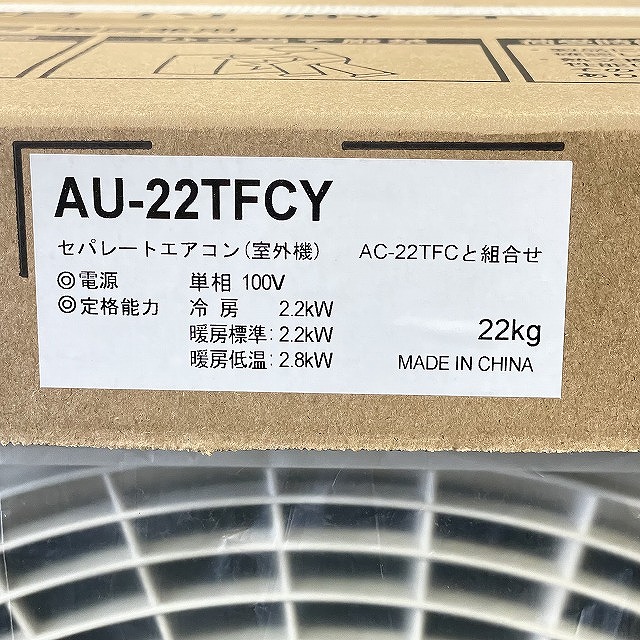 AU-22TFCY
セパレートエアコン(室外機) AC-22TFCと組合せ
◎電源 単相 100V
◎定格能力 冷 房 2.2kW
暖房標準: 2.2kW
暖房低温: 2.8kW
22kg
MADE IN CHINA